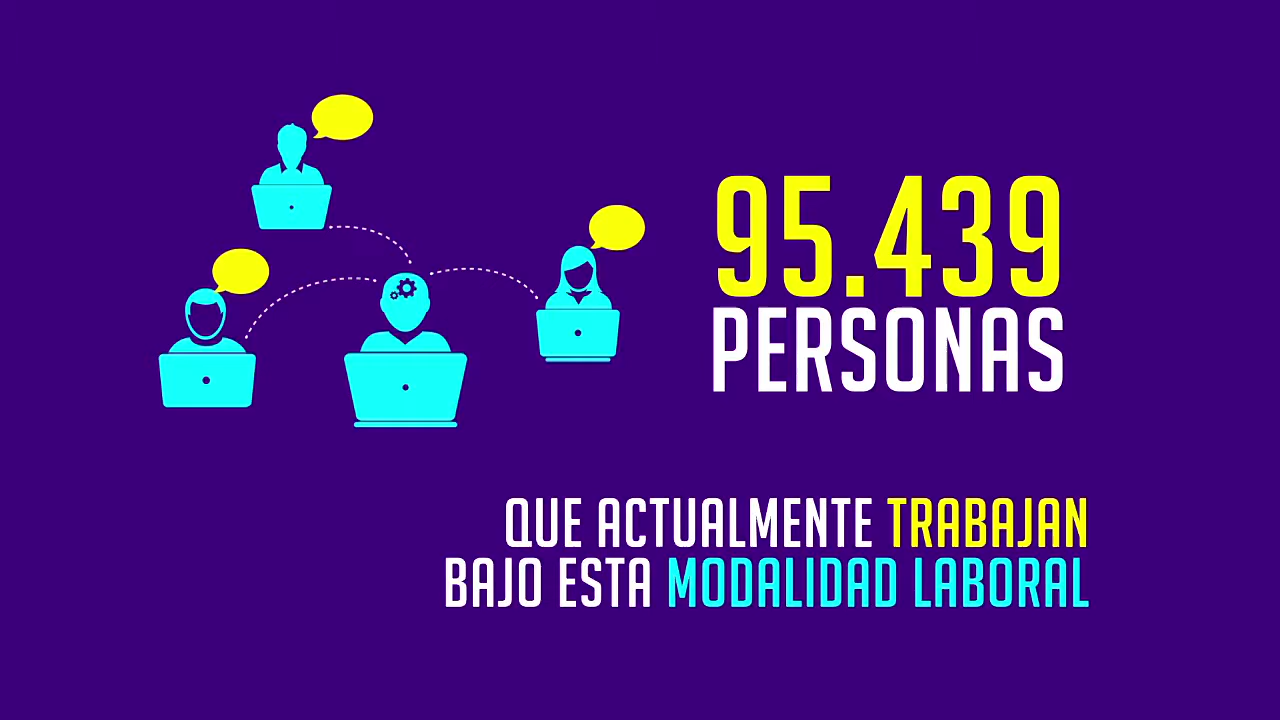 95.439
PERSONAS
QUE ACTUALMENTE TRABAJAN
BAJO ESTA MODALIDAD LABORAL